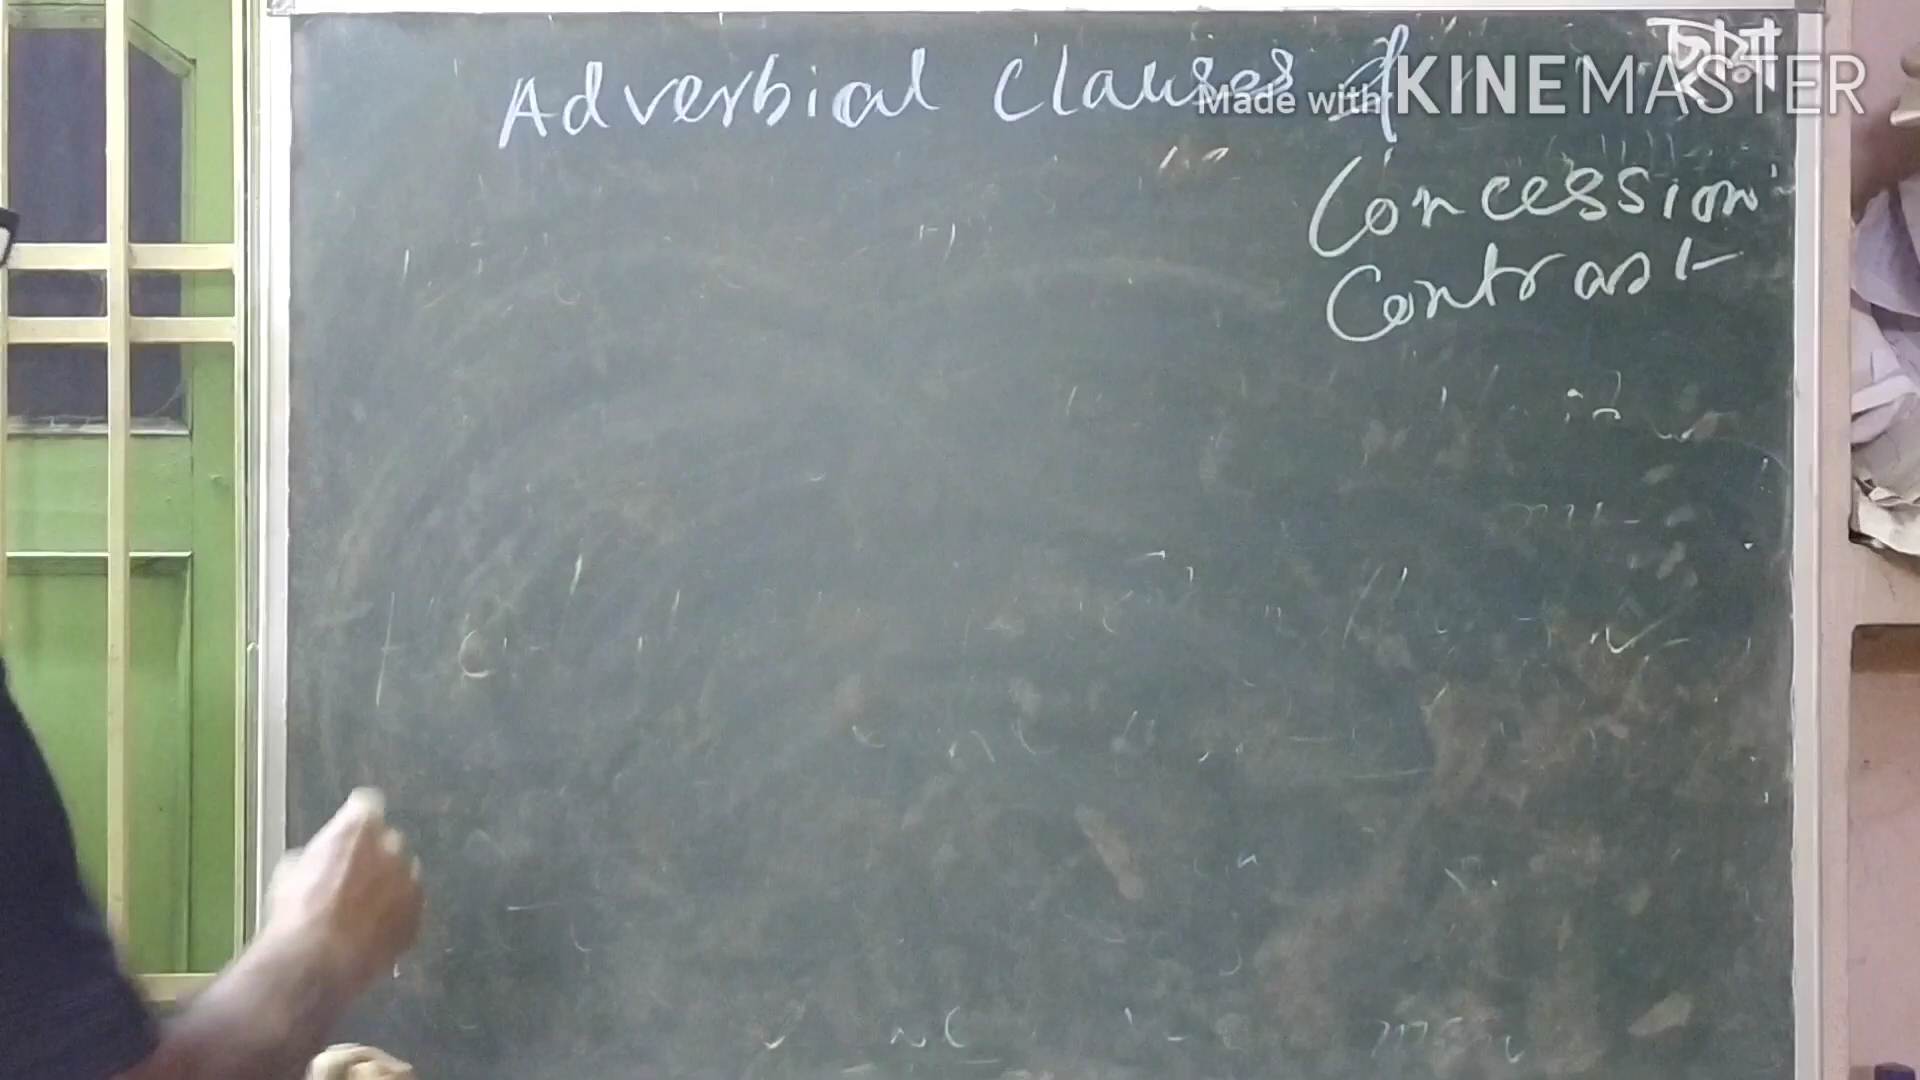 Adverbial Clauses of
Made with KINEMASTER
ছায়া
Concession
Contrast